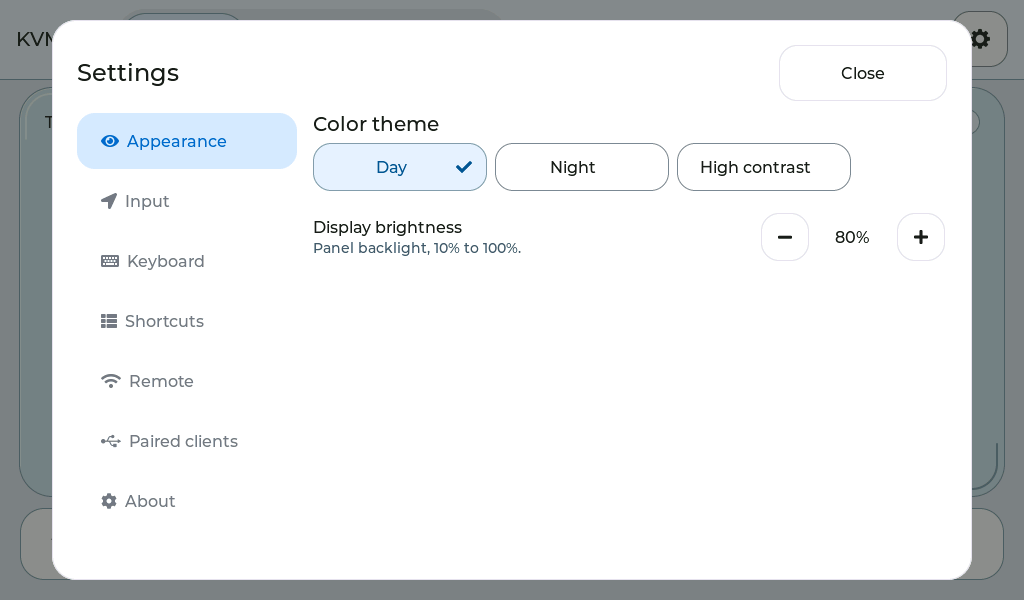 Settings
Close
Appearance
Input
Keyboard
Shortcuts
Remote
Paired clients
About
Color theme
Day
Night
High contrast
Display brightness
Panel backlight, 10% to 100%.
80%